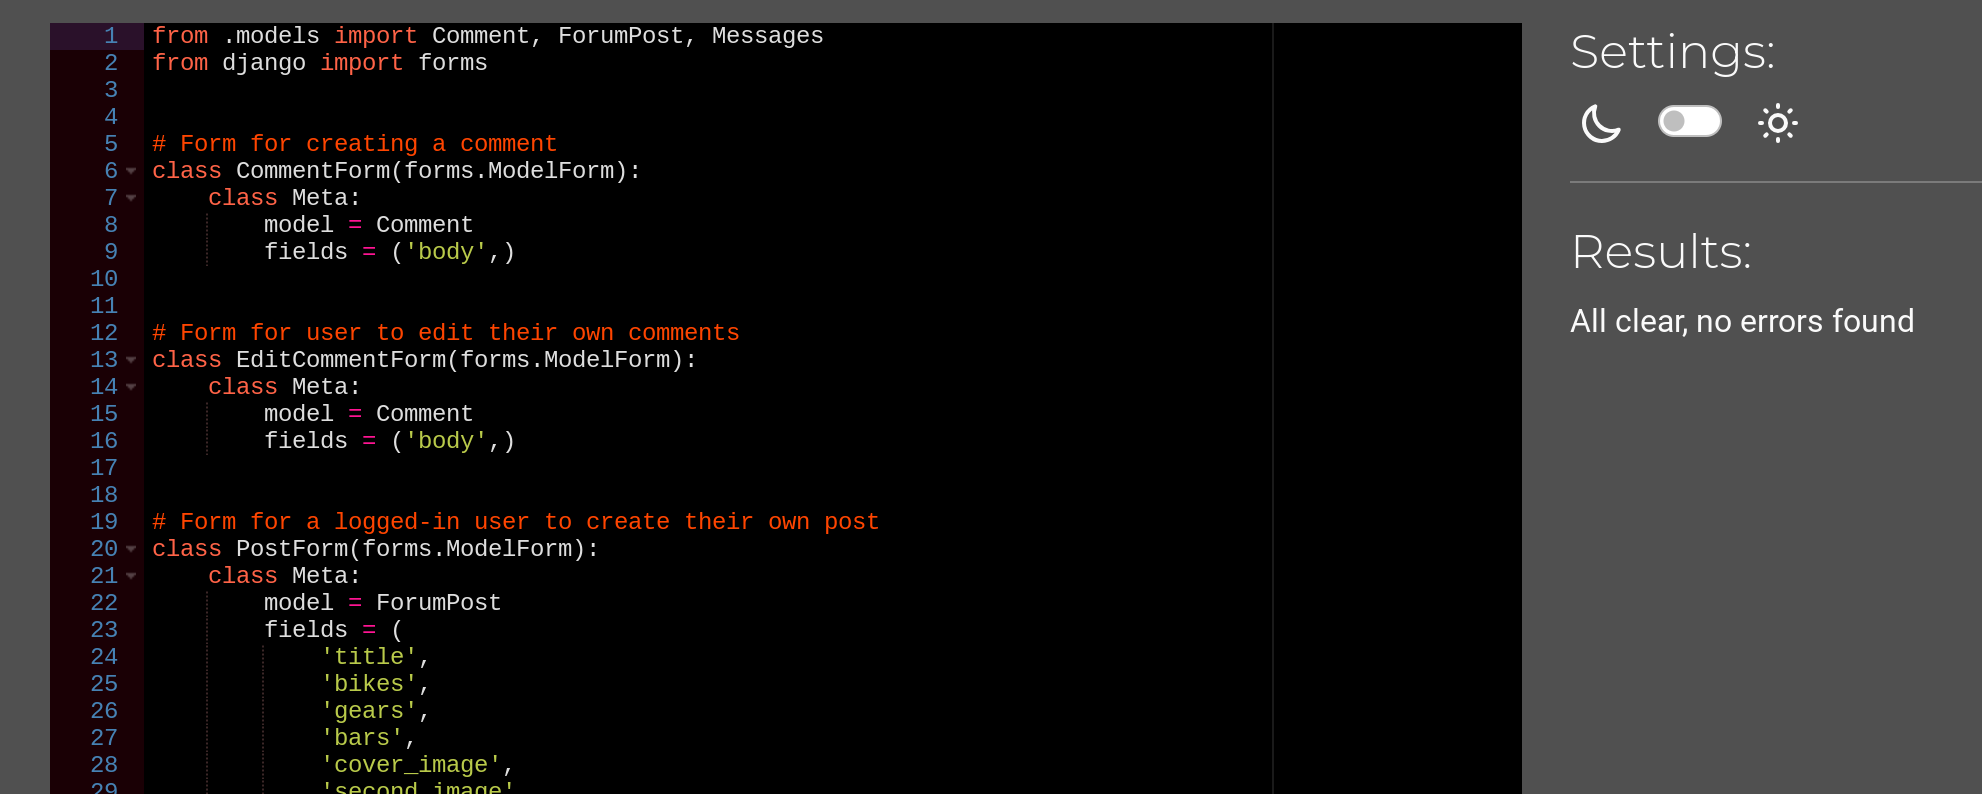 1 from .models import Comment, ForumPost, Messages
2 from django import forms
3
4
5 # Form for creating a comment
6 class CommentForm(forms.ModelForm):
7     class Meta:
8         model = Comment
9         fields = ('body',)
10
11
12 # Form for user to edit their own comments
13 class EditCommentForm(forms.ModelForm):
14     class Meta:
15         model = Comment
16         fields = ('body',)
17
18
19 # Form for a logged-in user to create their own post
20 class PostForm(forms.ModelForm):
21     class Meta:
22         model = ForumPost
23         fields = (
24             'title',
25             'bikes',
26             'gears',
27             'bars',
28             'cover_image',
29             'second_image'
Settings:
Results:
All clear, no errors found